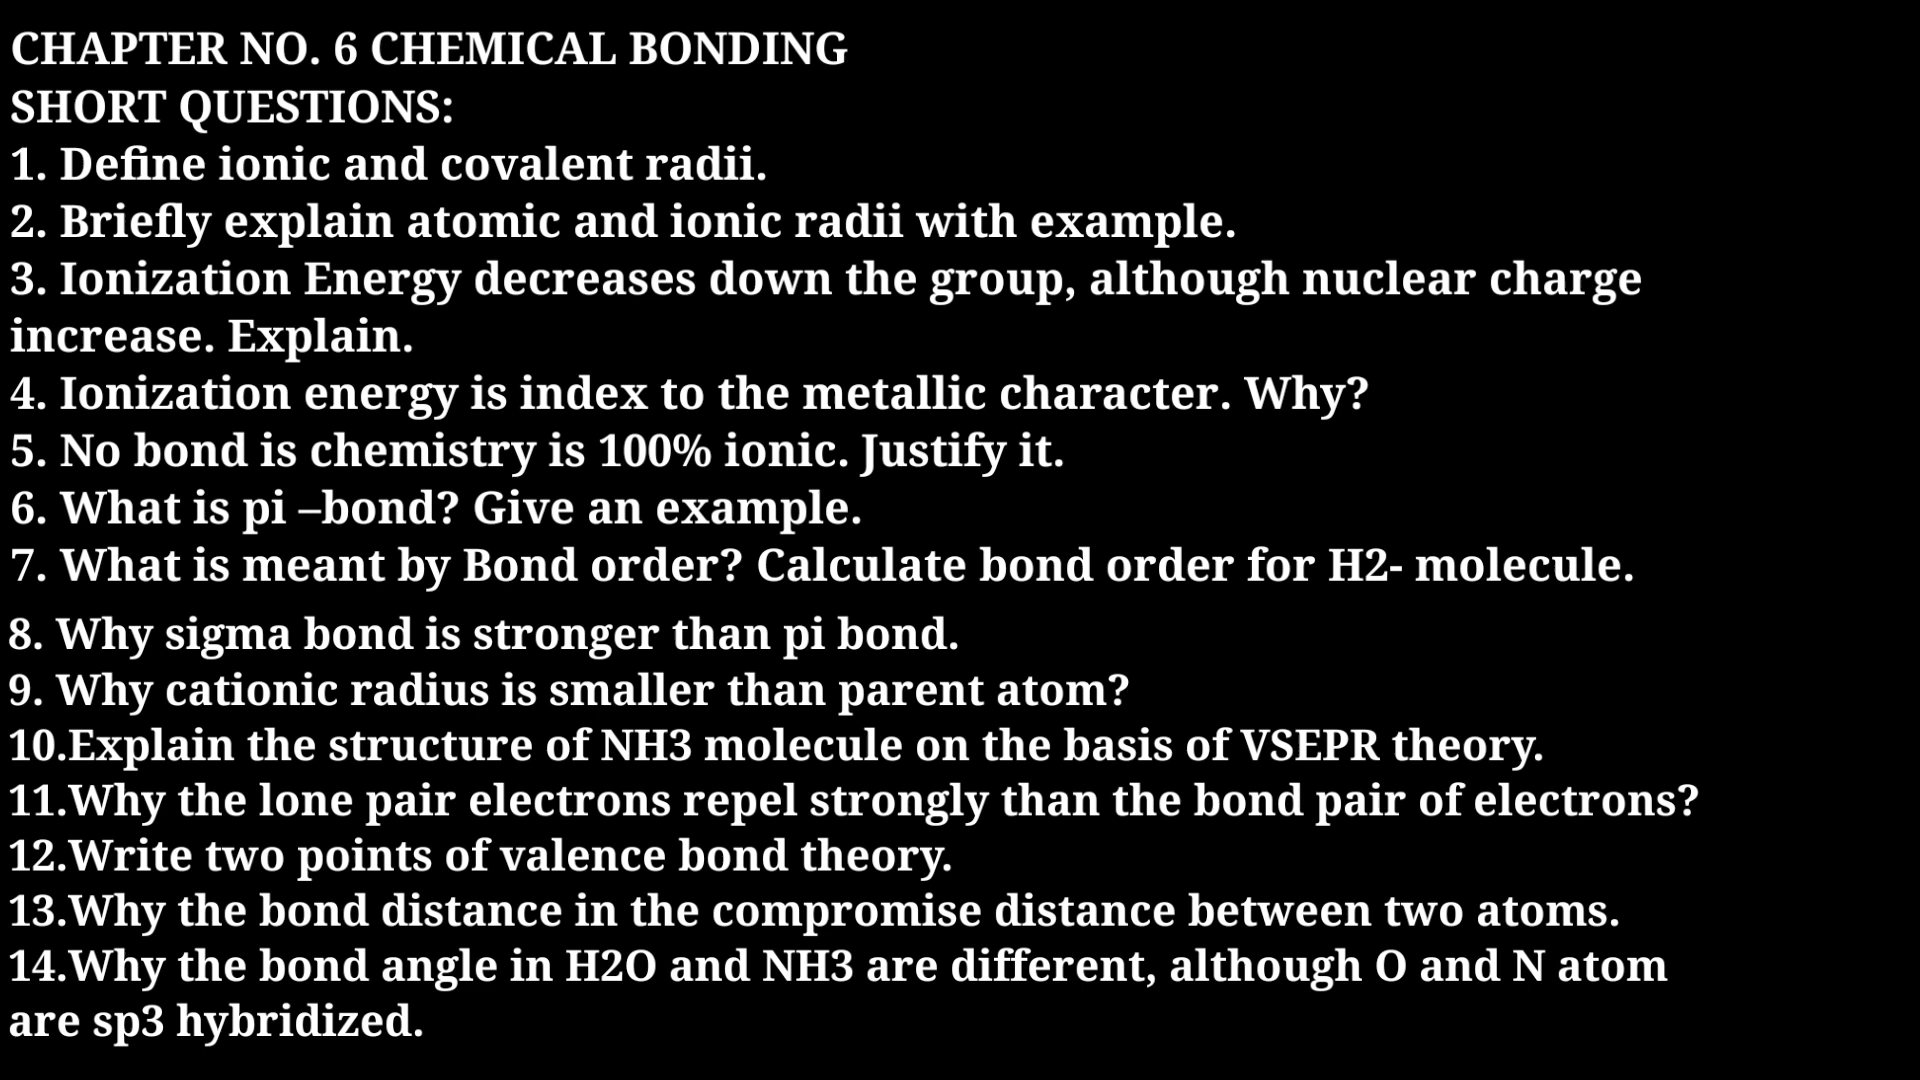 CHAPTER NO. 6 CHEMICAL BONDING
SHORT QUESTIONS:
1. Define ionic and covalent radii.
2. Briefly explain atomic and ionic radii with example.
3. Ionization Energy decreases down the group, although nuclear charge
increase. Explain.
4. Ionization energy is index to the metallic character. Why?
5. No bond is chemistry is 100% ionic. Justify it.
6. What is pi –bond? Give an example.
7. What is meant by Bond order? Calculate bond order for H2- molecule.
8. Why sigma bond is stronger than pi bond.
9. Why cationic radius is smaller than parent atom?
10.Explain the structure of NH3 molecule on the basis of VSEPR theory.
11.Why the lone pair electrons repel strongly than the bond pair of electrons?
12.Write two points of valence bond theory.
13.Why the bond distance in the compromise distance between two atoms.
14.Why the bond angle in H2O and NH3 are different, although O and N atom
are sp3 hybridized.